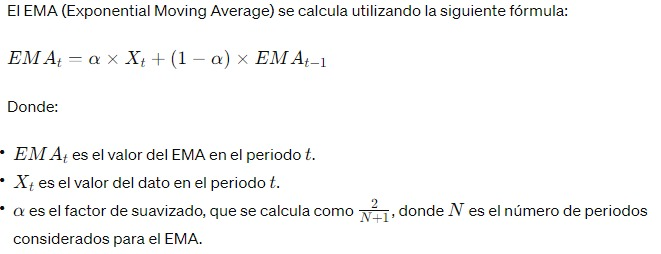 El EMA (Exponential Moving Average) se calcula utilizando la siguiente fórmula:
$EMA_t = \alpha \times X_t + (1 - \alpha) \times EMA_{t-1}$
Donde:
• $EMA_t$ es el valor del EMA en el periodo $t$.
• $X_t$ es el valor del dato en el periodo $t$.
• $\alpha$ es el factor de suavizado, que se calcula como $\frac{2}{N+1}$, donde $N$ es el número de periodos
considerados para el EMA.